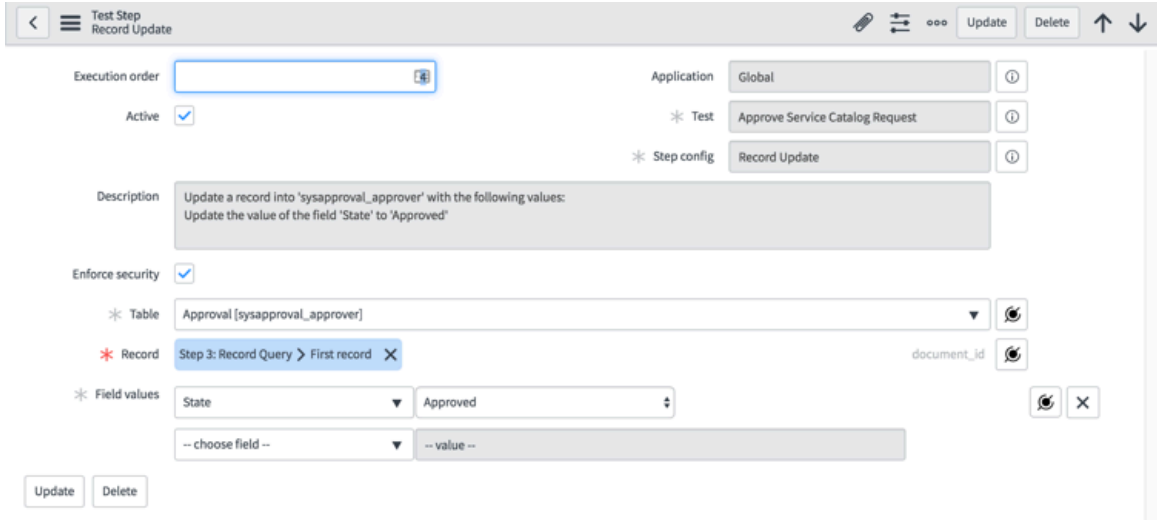 Test Step
Record Update
Update
Delete
Execution order
4
Application
Global
Active
Test
Approve Service Catalog Request
Step config
Record Update
Description
Update a record into 'sysapproval_approver' with the following values:
Update the value of the field 'State' to 'Approved'
Enforce security
Table
Approval [sysapproval_approver]
Record
Step 3: Record Query > First record
document_id
Field values
State
Approved
-- choose field --
-- value --
Update
Delete